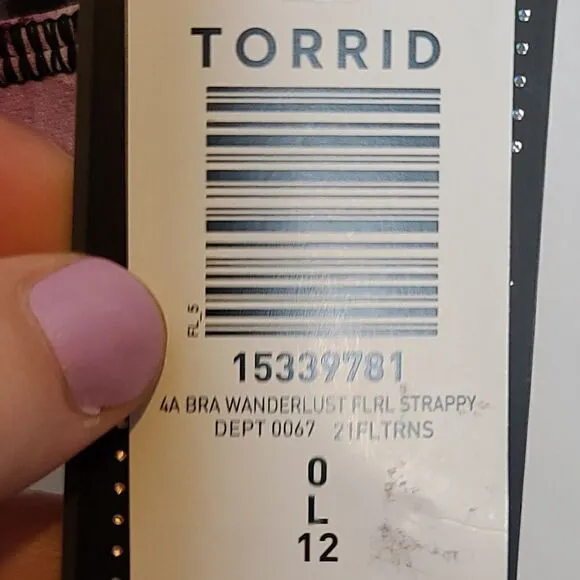 TORRID
FL_5
15339781
4A BRA WANDERLUST FLRL STRAPPY
DEPT 0067 21FLTRNS
0
L
12